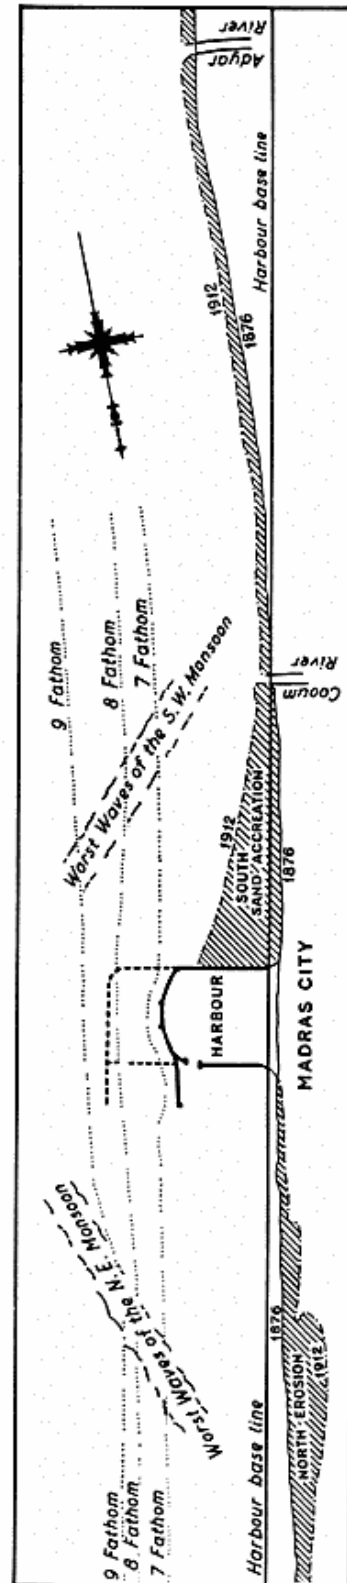 9 Fathom
8 Fathom
7 Fathom
9 Fathom
8 Fathom
7 Fathom
Worst Waves of the N.E. Monsoon
Worst Waves of the S.W. Monsoon
Harbour base line
Harbour base line
HARBOUR
MADRAS CITY
NORTH EROSION
1912
1876
SOUTH
SAND ACCREATION
1912
1876
Cooum
River
1912
1876
Adyar
River